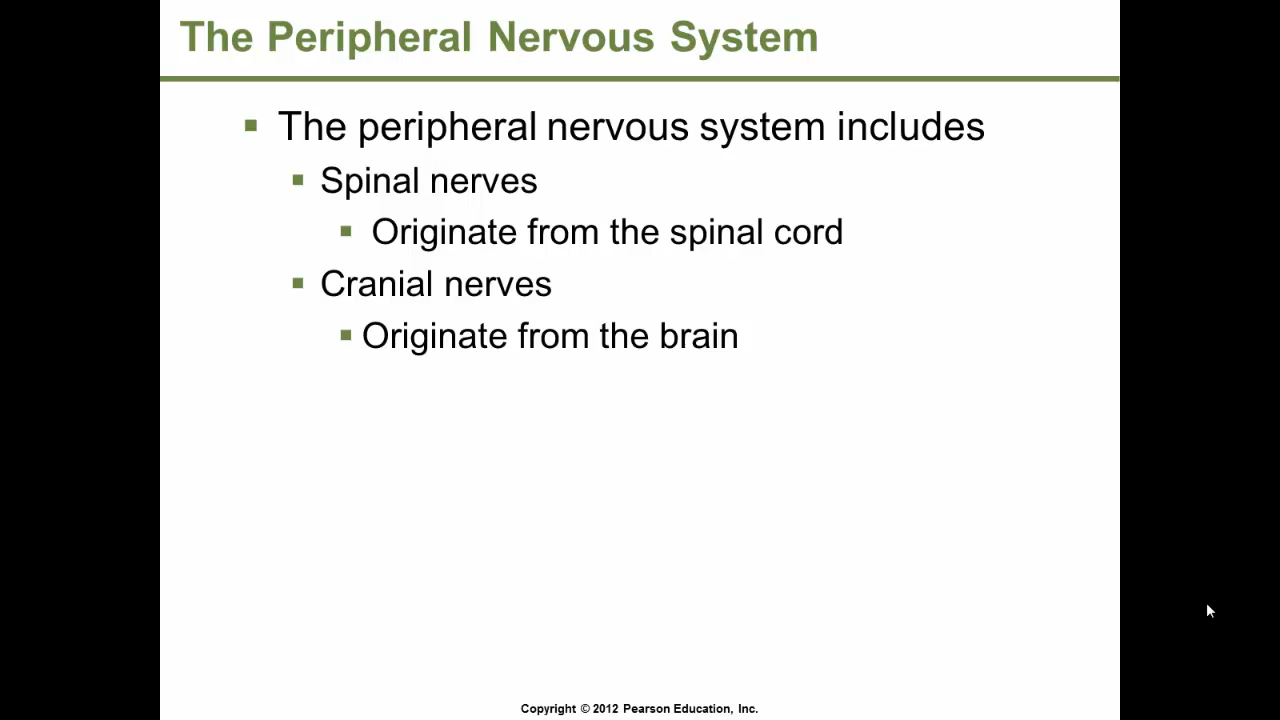 The Peripheral Nervous System
The peripheral nervous system includes
Spinal nerves
Originate from the spinal cord
Cranial nerves
Originate from the brain
Copyright © 2012 Pearson Education, Inc.